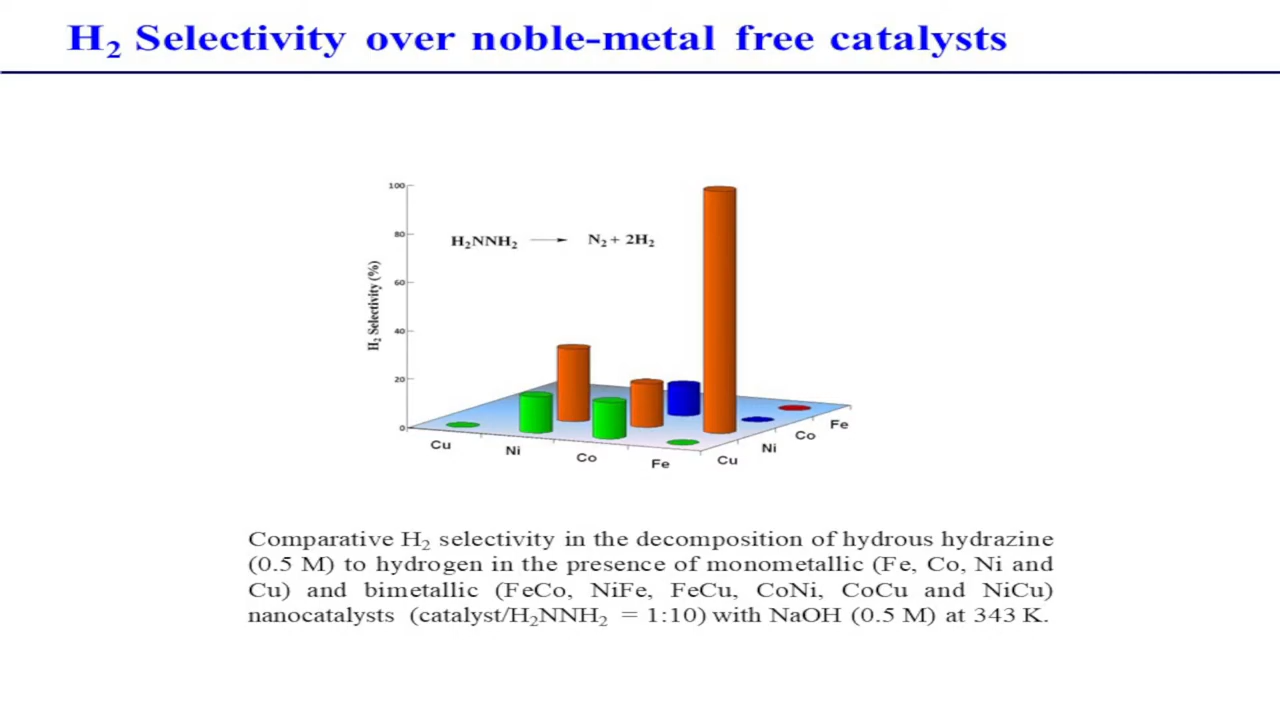 H₂ Selectivity over noble-metal free catalysts
100
80
60
40
20
0
H₂ Selectivity (%)
H₂NNH₂ → N₂ + 2H₂
Cu
Ni
Co
Fe
Cu
Ni
Co
Fe
Comparative H₂ selectivity in the decomposition of hydrous hydrazine
(0.5 M) to hydrogen in the presence of monometallic (Fe, Co, Ni and
Cu) and bimetallic (FeCo, NiFe, FeCu, CoNi, CoCu and NiCu)
nanocatalysts (catalyst/H₂NNH₂ = 1:10) with NaOH (0.5 M) at 343 K.